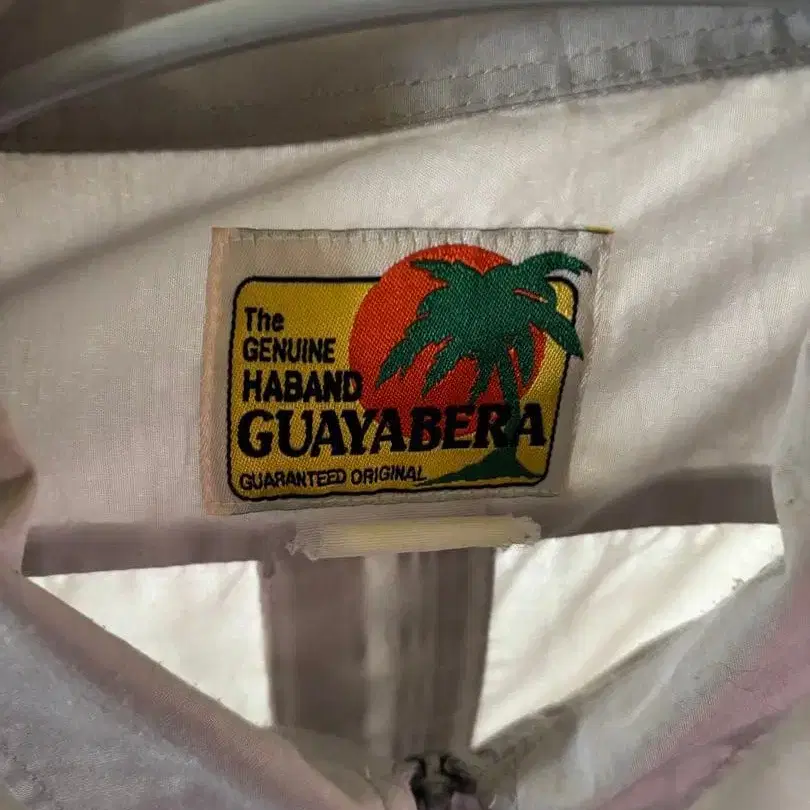 The
GENUINE
HABAND
GUAYABERA
GUARANTEED ORIGINAL